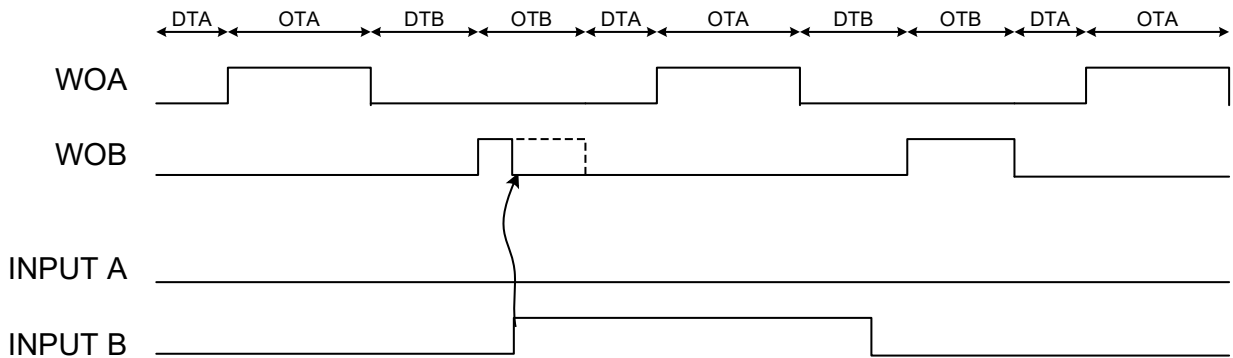 DTA OTA DTB OTB DTA OTA DTB OTB DTA OTA
WOA
WOB
INPUT A
INPUT B